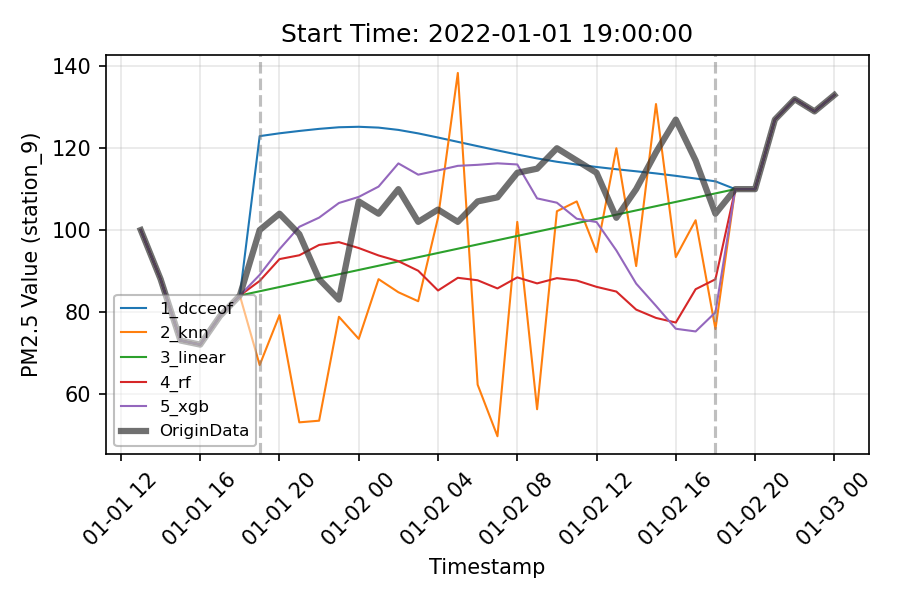 Start Time: 2022-01-01 19:00:00
PM2.5 Value (station_9)
140
120
100
80
60
1_dcceof
2_knn
3_linear
4_rf
5_xgb
OriginData
01-01 12
01-01 16
01-01 20
01-02 00
01-02 04
01-02 08
01-02 12
01-02 16
01-02 20
01-03 00
Timestamp